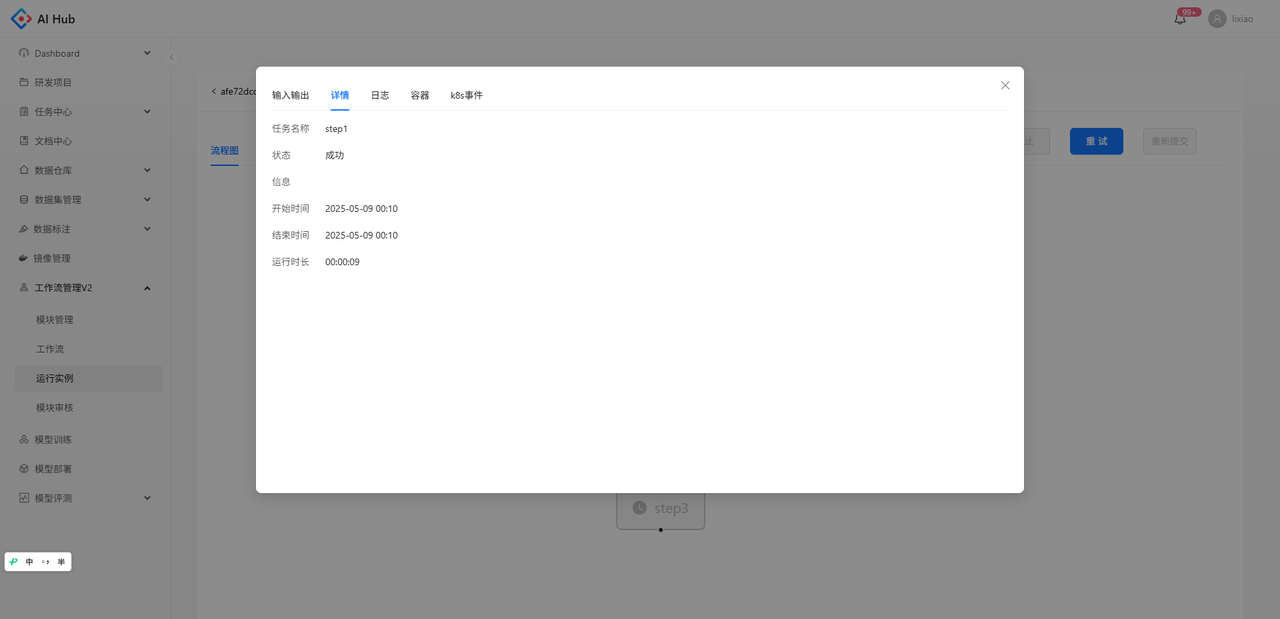 AI Hub
99+
lixiao
Dashboard
研发项目
任务中心
文档中心
数据仓库
数据集管理
数据标注
镜像管理
工作流管理V2
模块管理
工作流
运行实例
模块审核
模型训练
模型部署
模型评测
afe72dcc
流程图
止
重 试
重新提交
输入输出 详情 日志 容器 k8s事件
任务名称 step1
状态 成功
信息
开始时间 2025-05-09 00:10
结束时间 2025-05-09 00:10
运行时长 00:00:09
step3
中 半